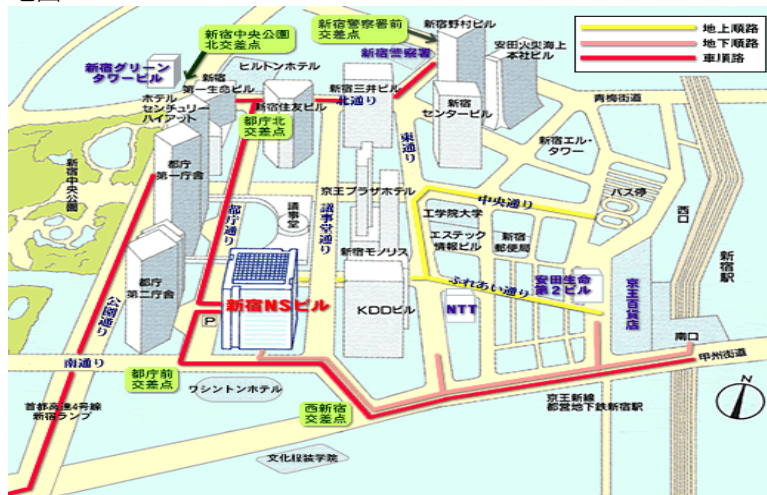 新宿中央公園
北交差点
新宿警察署前
交差点
新宿野村ビル
地上順路
地下順路
車順路
新宿グリーン
タワービル
新宿
第一生命ビル
ヒルトンホテル
新宿警察署
安田火災海上
本社ビル
ホテル
センチュリー
ハイアット
新宿住友ビル
新宿三井ビル
北通り
新宿
センタービル
青梅街道
都庁北
交差点
東通り
新宿エル・
タワー
新宿中央公園
都庁
第一庁舎
都庁通り
議事堂
議事堂通り
京王プラザホテル
中央通り
バス停
西口
工学院大学
エステック
情報ビル
新宿
郵便局
新宿モノリス
新宿駅
都庁
第二庁舎
公園通り
新宿NSビル
P
KDDビル
ふれあい通り
安田生命
第2ビル
NTT
京王百貨店
南口
南通り
甲州街道
都庁前
交差点
ワシントンホテル
西新宿
交差点
首都高速4号線
新宿ランプ
京王新線
都営地下鉄新宿駅
N
文化服装学院